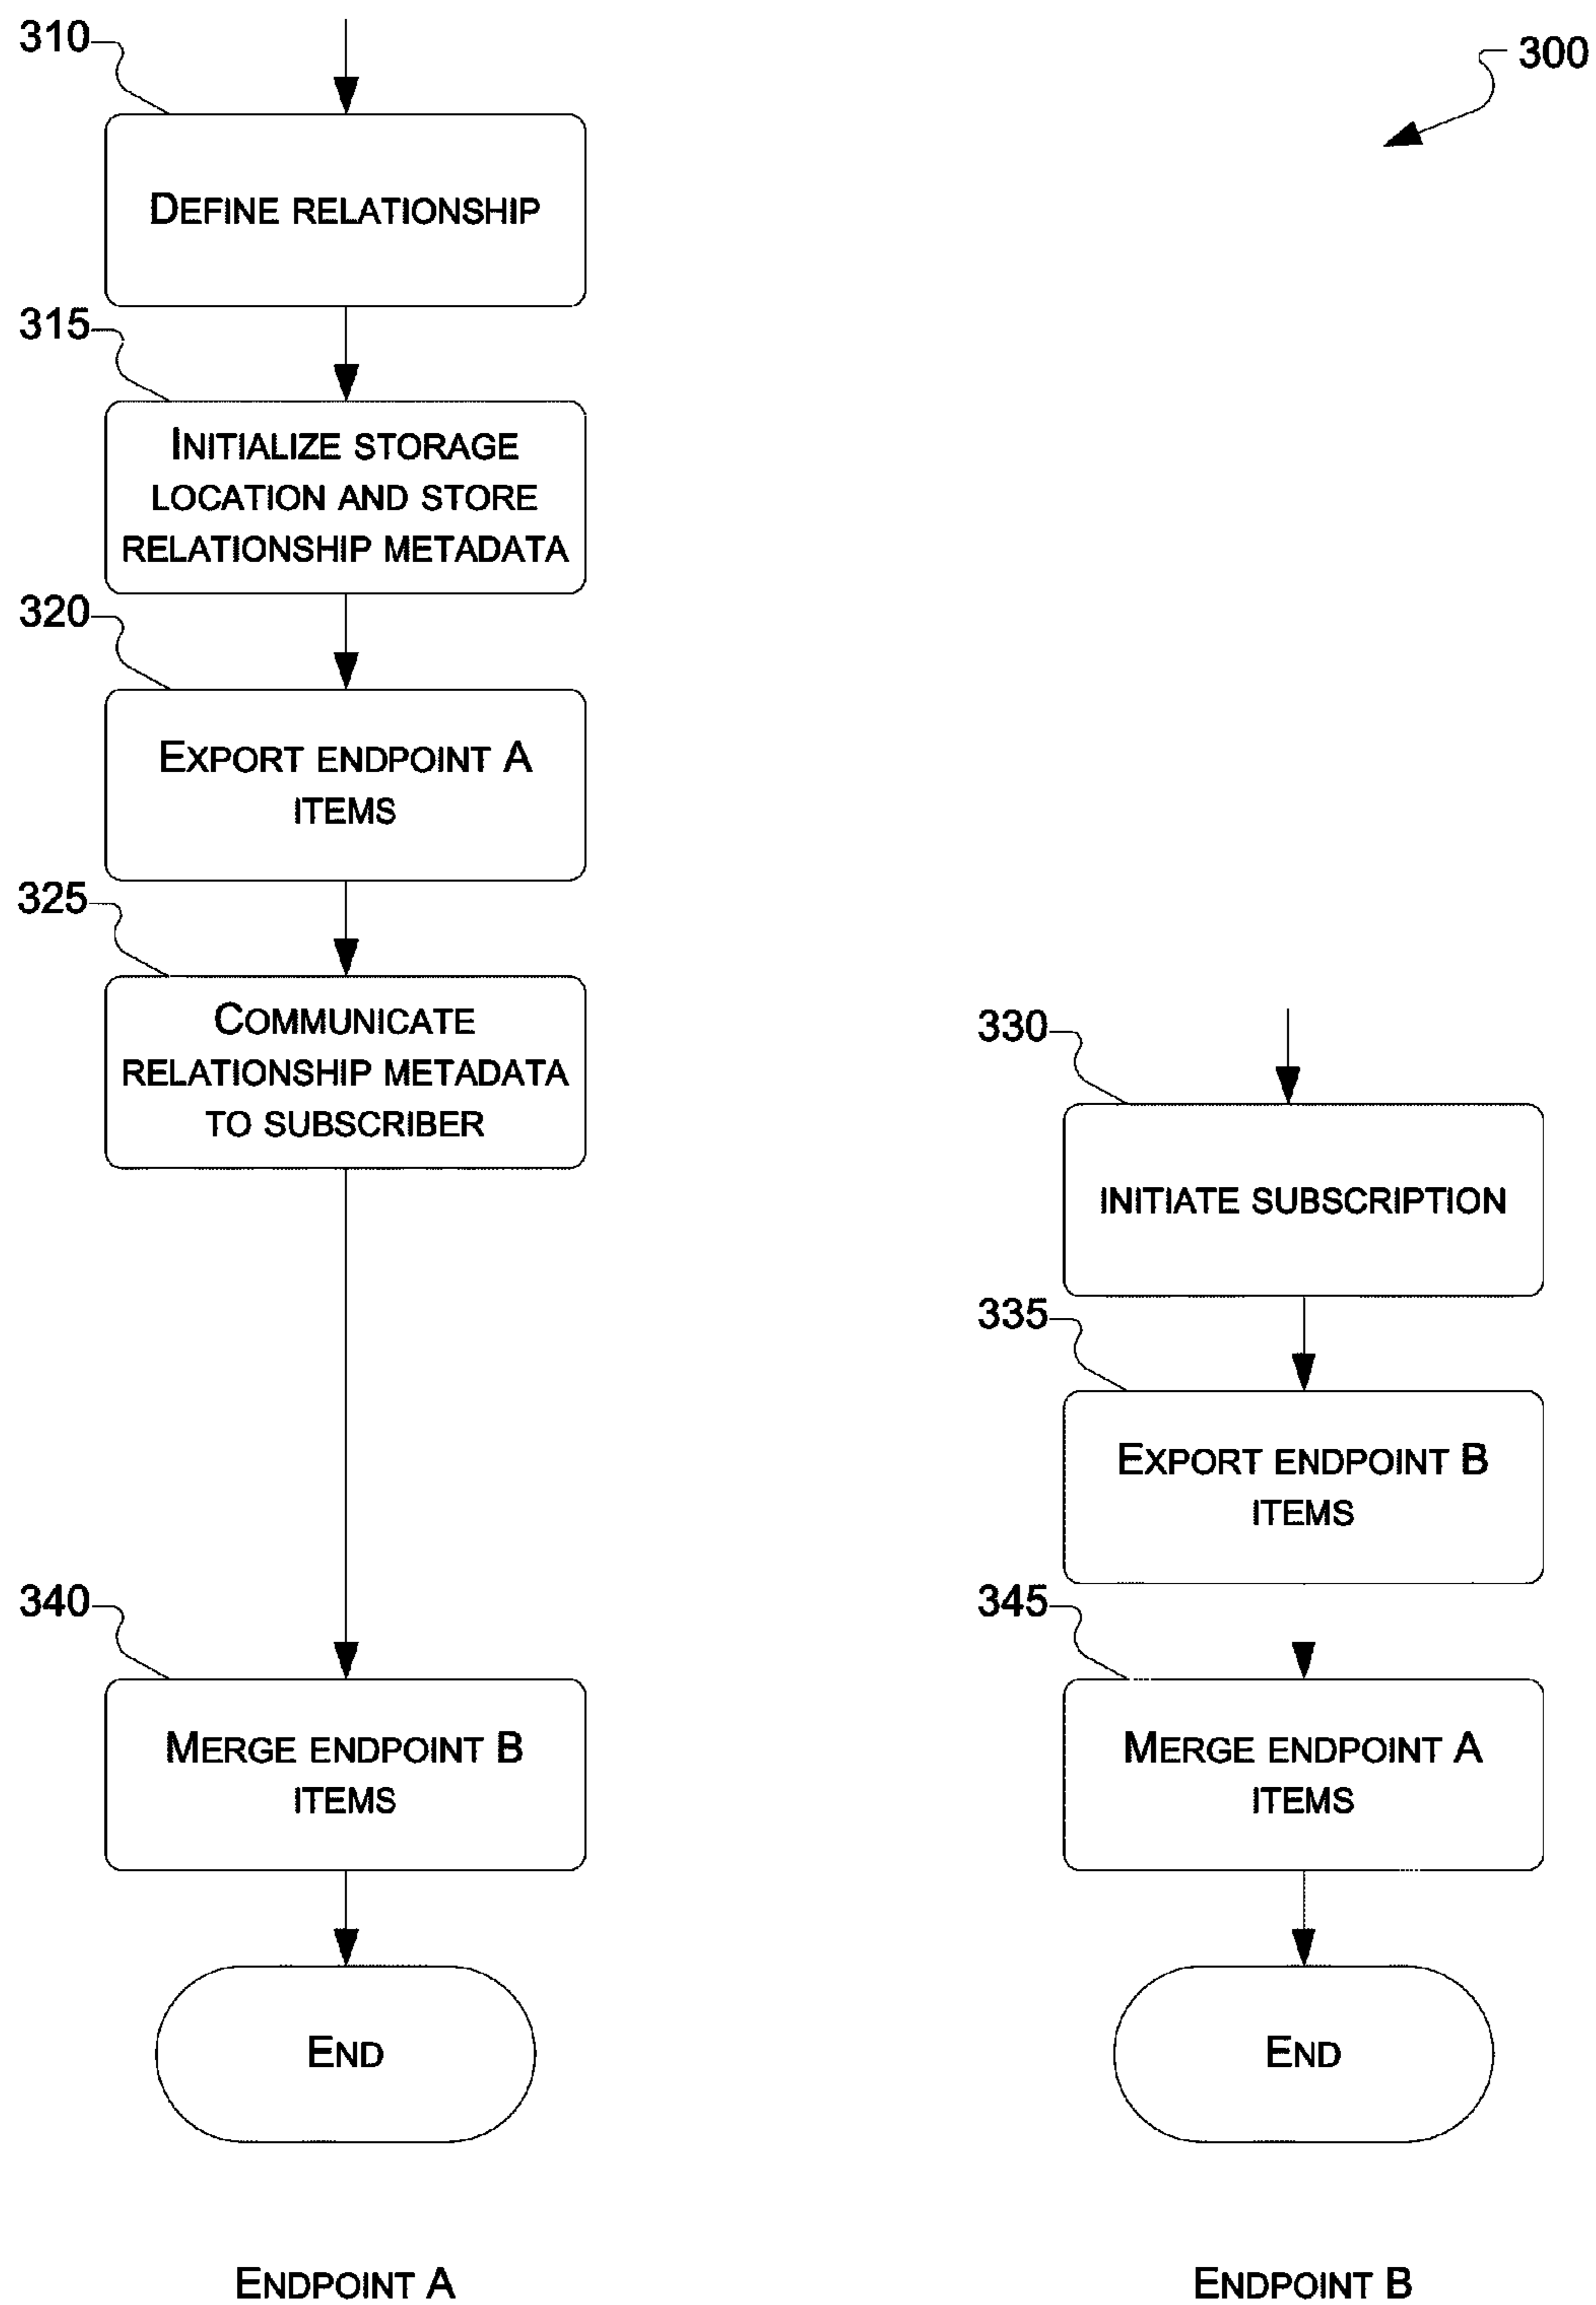 310
300
DEFINE RELATIONSHIP
315
INITIALIZE STORAGE
LOCATION AND STORE
RELATIONSHIP METADATA
320
EXPORT ENDPOINT A
ITEMS
325
COMMUNICATE
RELATIONSHIP METADATA
TO SUBSCRIBER
330
INITIATE SUBSCRIPTION
335
EXPORT ENDPOINT B
ITEMS
340
MERGE ENDPOINT B
ITEMS
345
MERGE ENDPOINT A
ITEMS
END
END
ENDPOINT A
ENDPOINT B